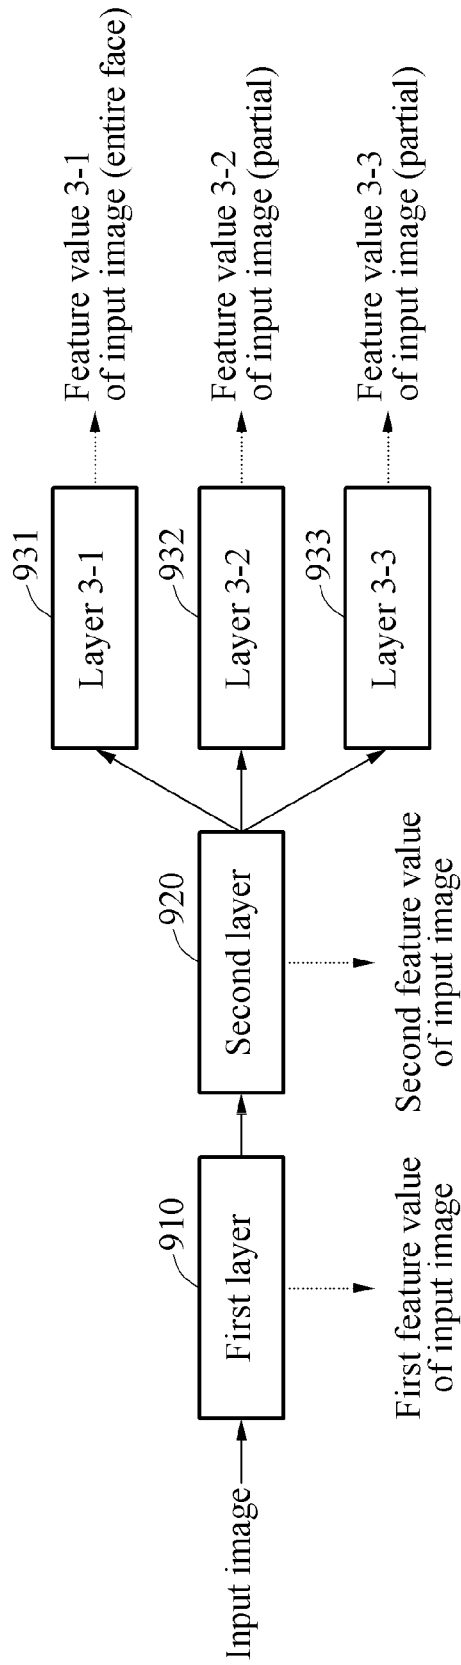 Input image
910
First layer
First feature value
of input image
920
Second layer
Second feature value
of input image
931
Layer 3-1
Feature value 3-1
of input image (entire face)
932
Layer 3-2
Feature value 3-2
of input image (partial)
933
Layer 3-3
Feature value 3-3
of input image (partial)